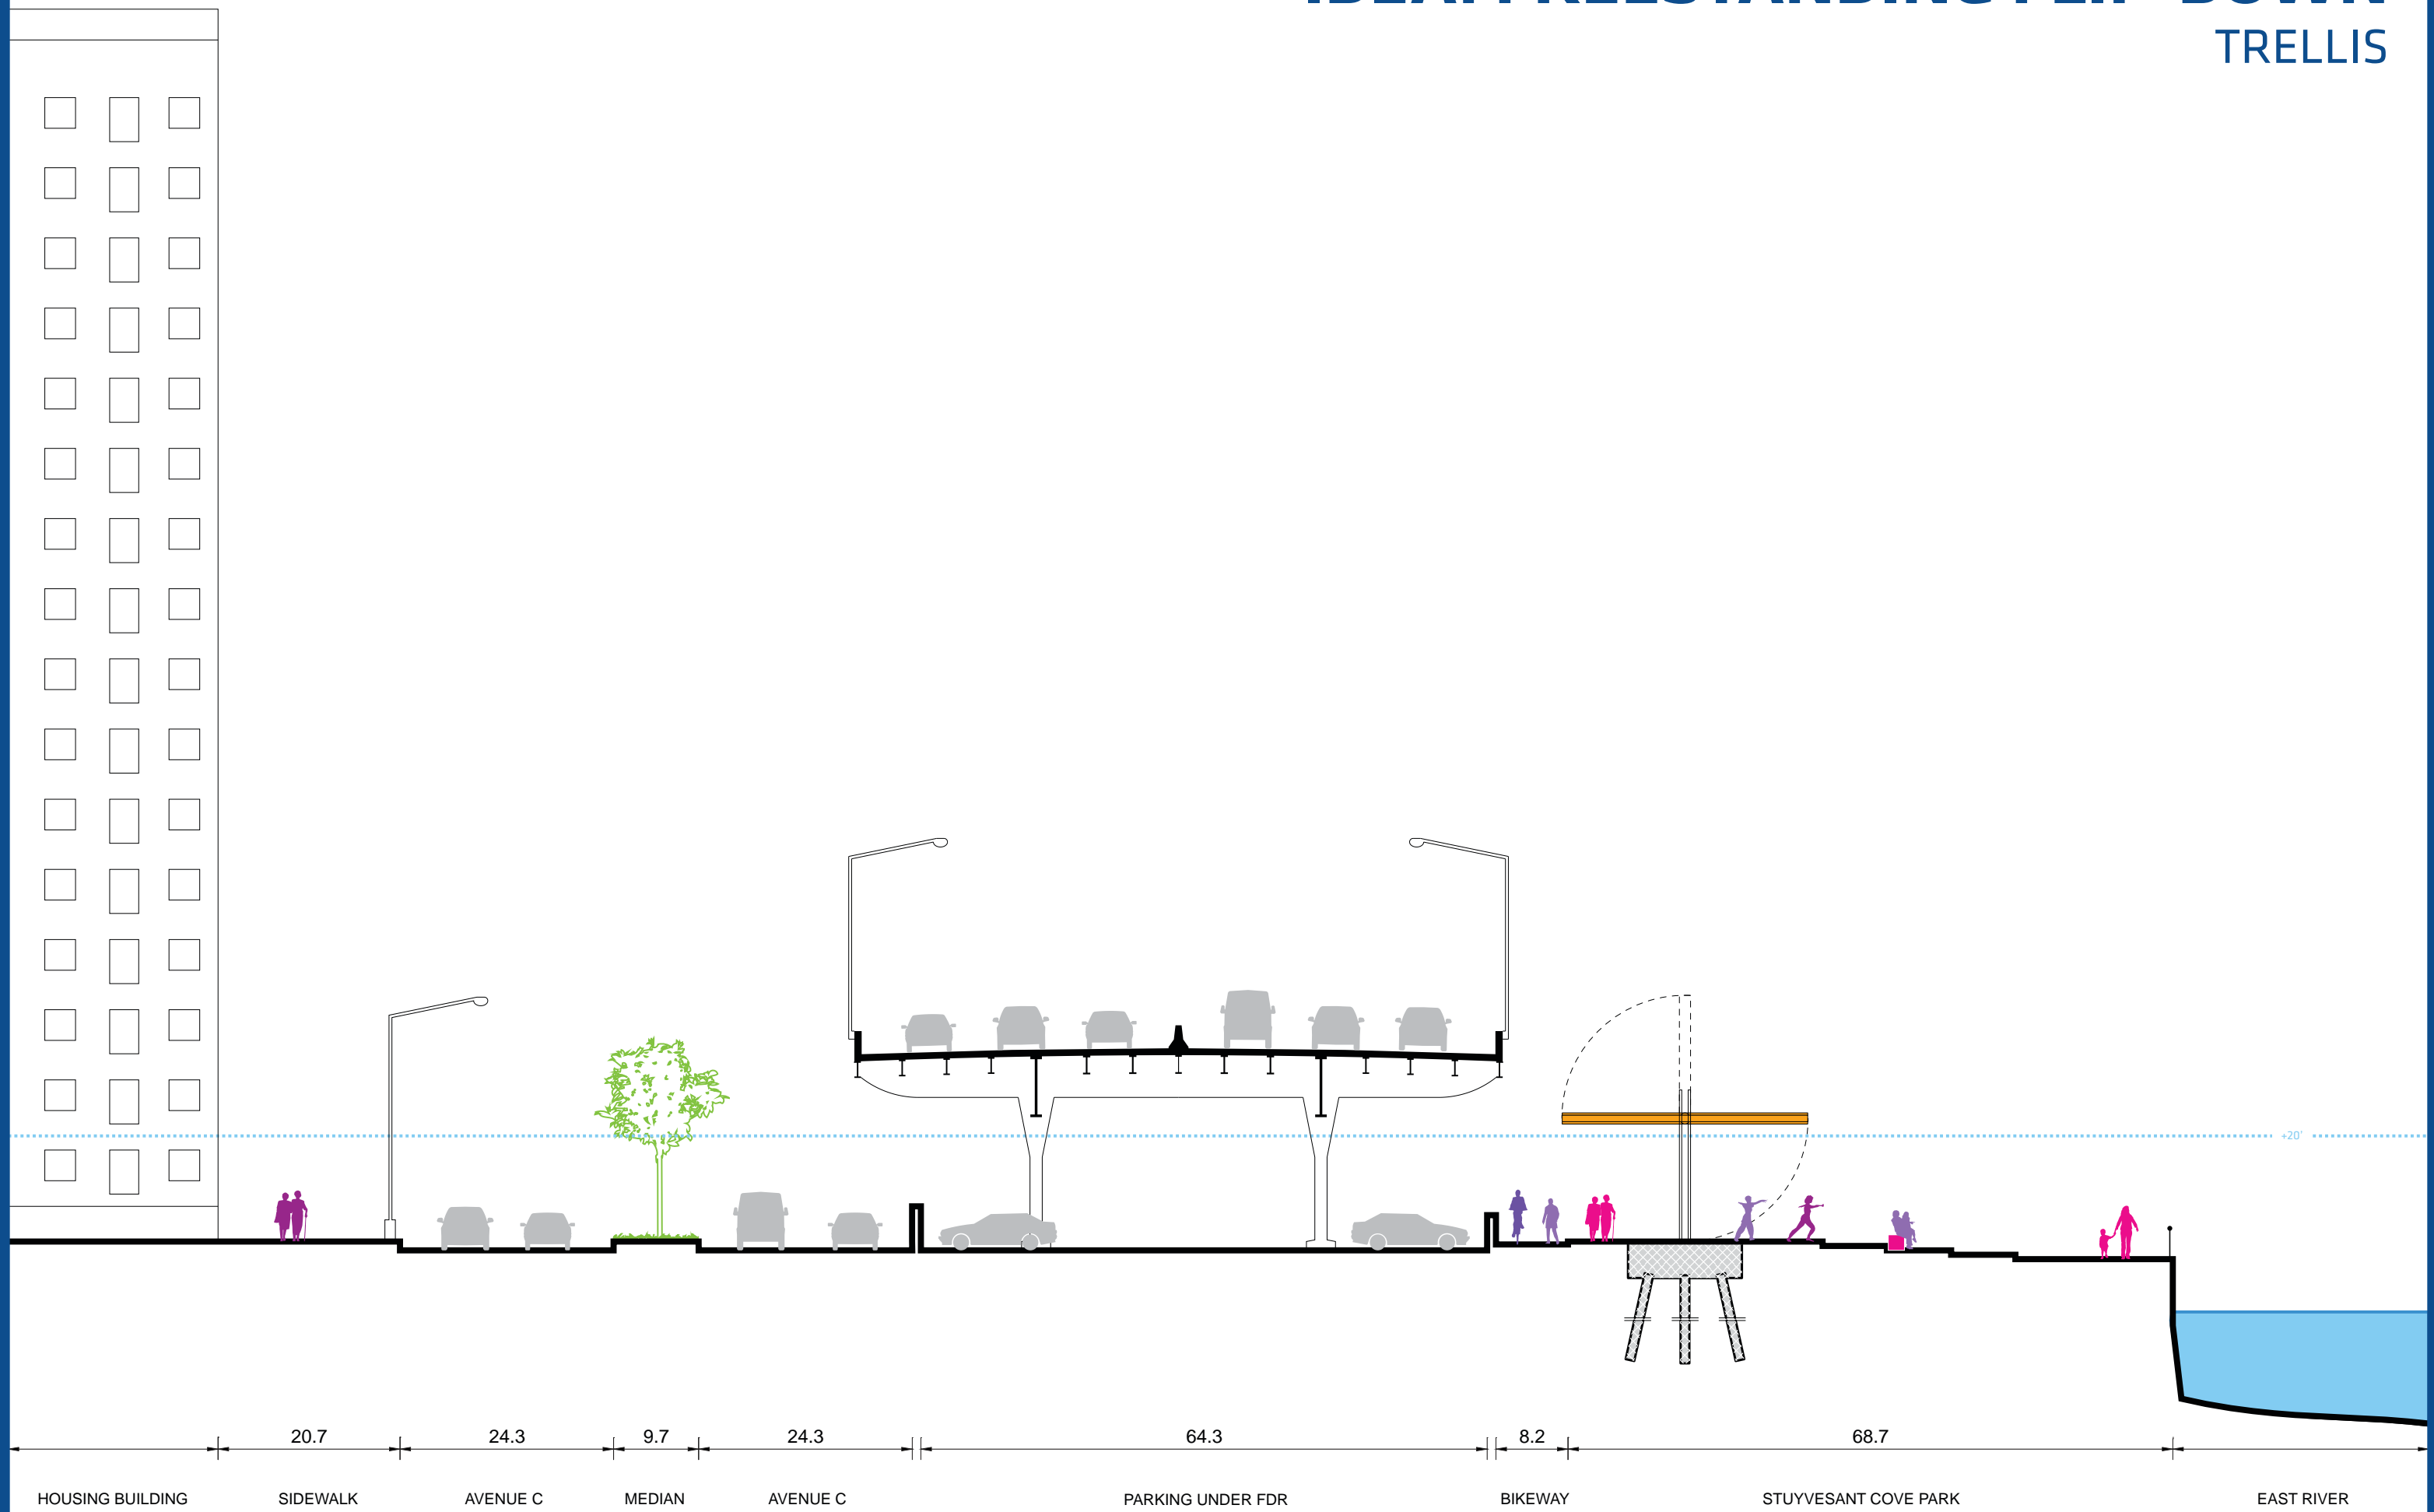 TRELLIS
+20'
20.7 24.3 9.7 24.3 64.3 8.2 68.7
HOUSING BUILDING SIDEWALK AVENUE C MEDIAN AVENUE C PARKING UNDER FDR BIKEWAY STUYVESANT COVE PARK EAST RIVER